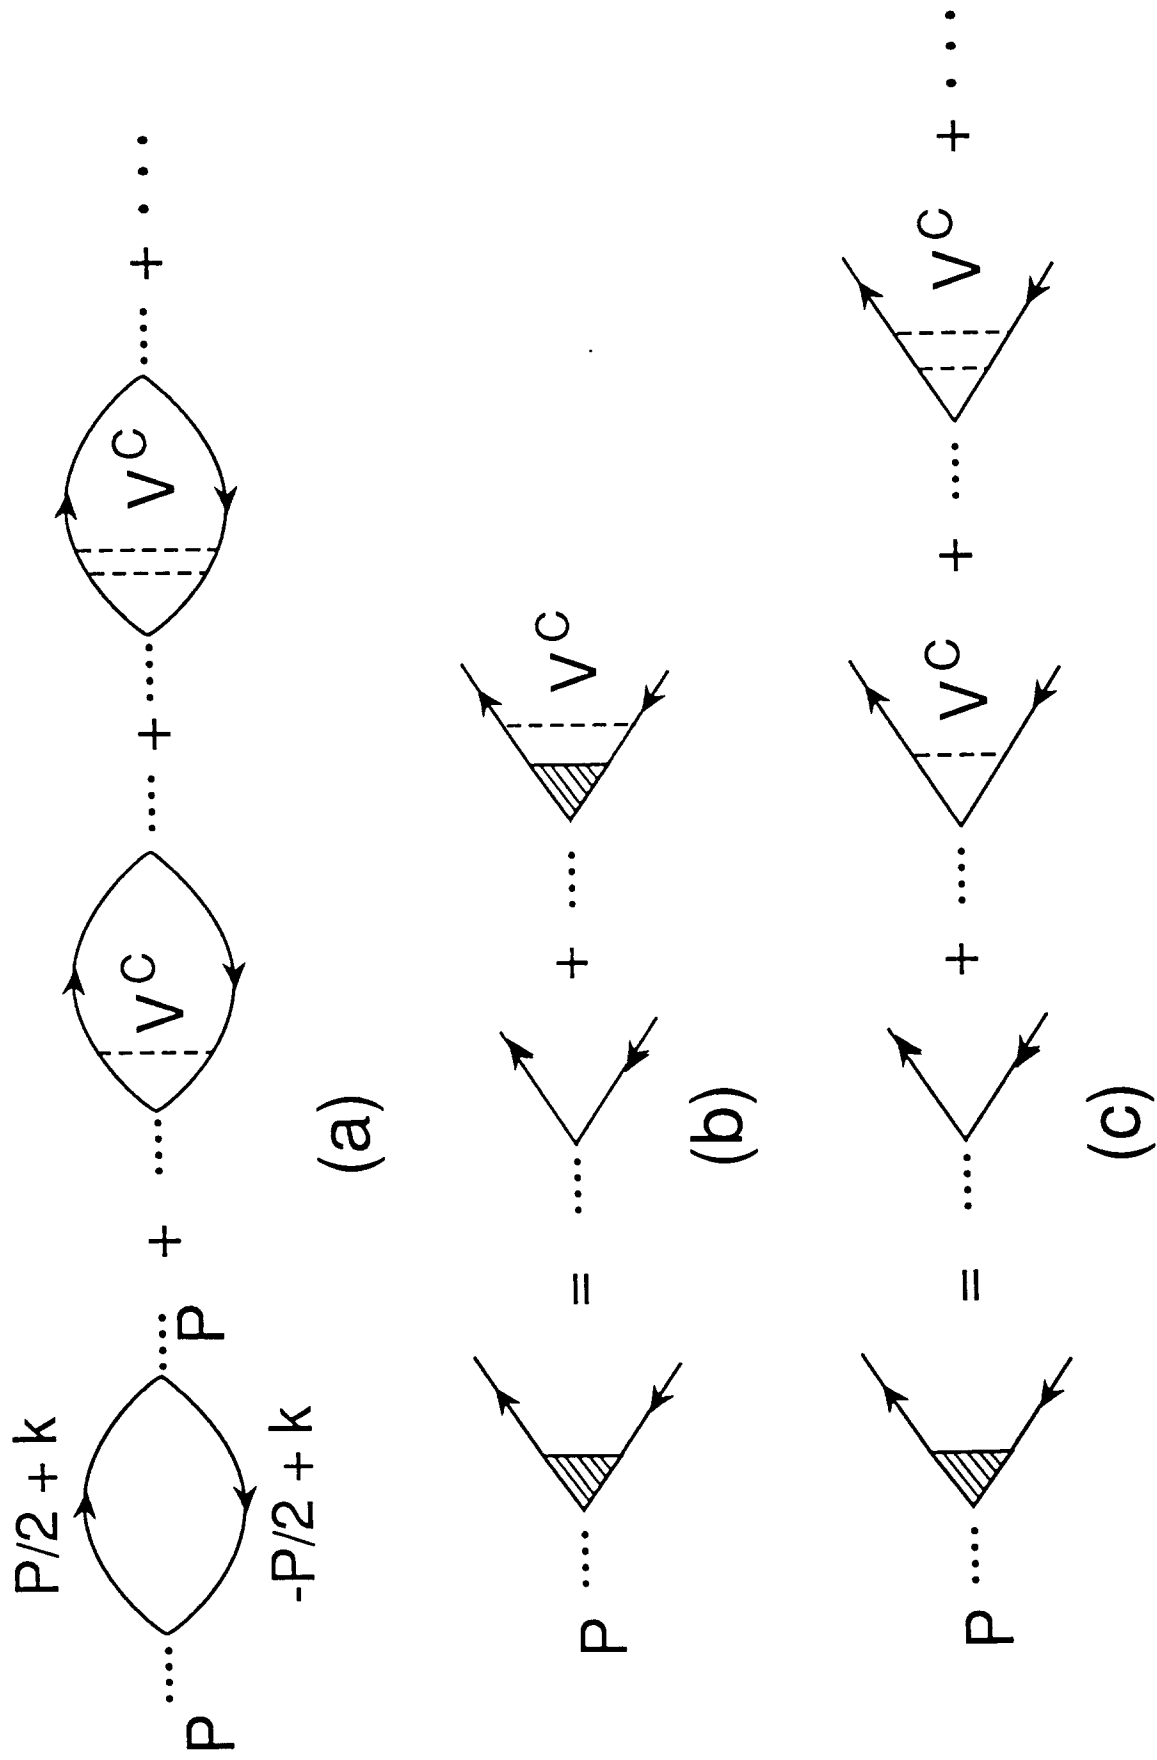 P/2 + k
P P + V^C + V^C + • • •
-P/2 + k
(a)
P = + V^C
(b)
P = + V^C + V^C + • • •
(c)